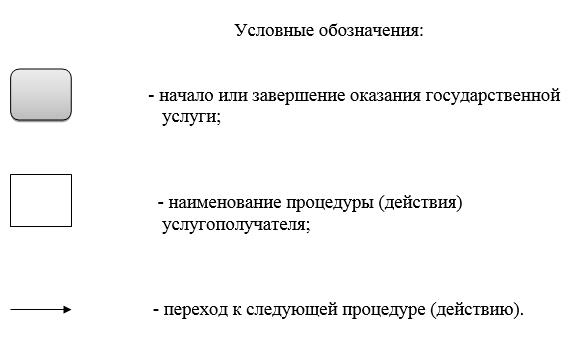 Условные обозначения:
- начало или завершение оказания государственной
услуги;
- наименование процедуры (действия)
услугополучателя;
- переход к следующей процедуре (действию).